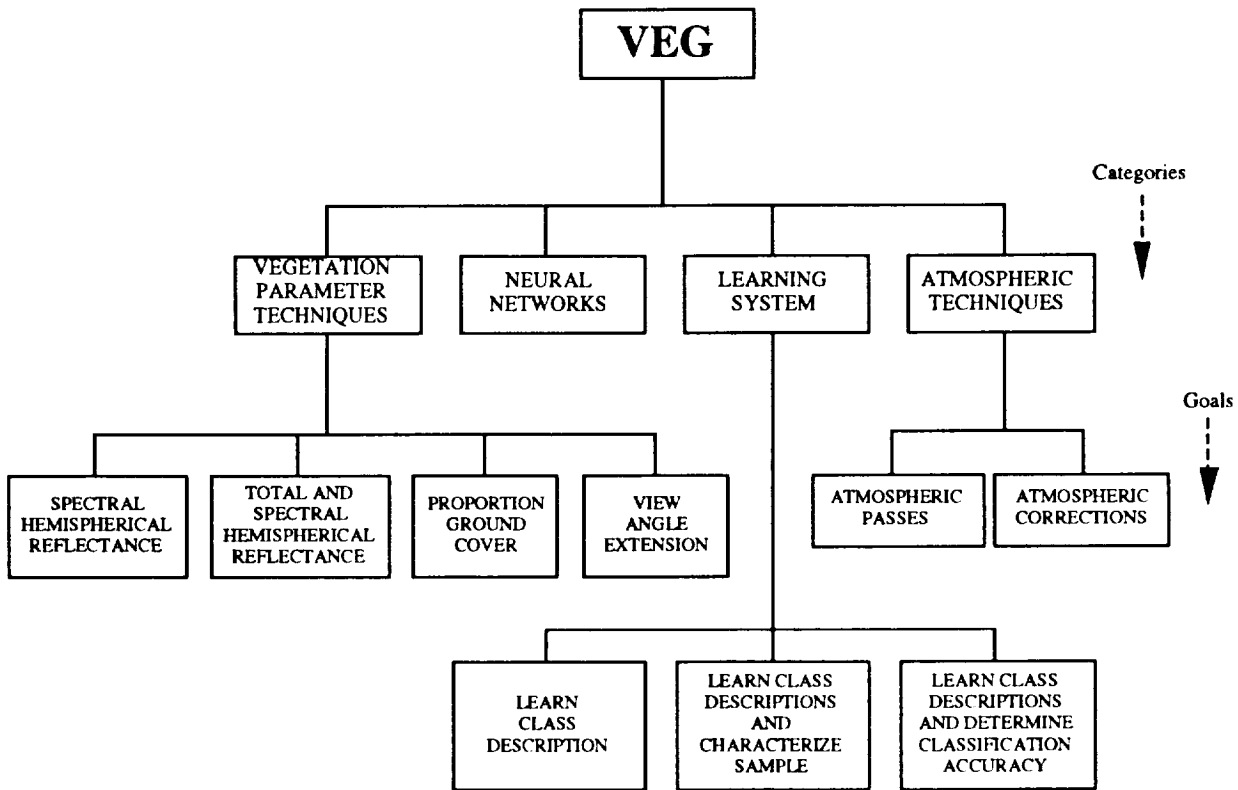 VEG
Categories
VEGETATION
PARAMETER
TECHNIQUES
NEURAL
NETWORKS
LEARNING
SYSTEM
ATMOSPHERIC
TECHNIQUES
Goals
SPECTRAL
HEMISPHERICAL
REFLECTANCE
TOTAL AND
SPECTRAL
HEMISPHERICAL
REFLECTANCE
PROPORTION
GROUND
COVER
VIEW
ANGLE
EXTENSION
ATMOSPHERIC
PASSES
ATMOSPHERIC
CORRECTIONS
LEARN
CLASS
DESCRIPTION
LEARN CLASS
DESCRIPTIONS
AND
CHARACTERIZE
SAMPLE
LEARN CLASS
DESCRIPTIONS
AND DETERMINE
CLASSIFICATION
ACCURACY